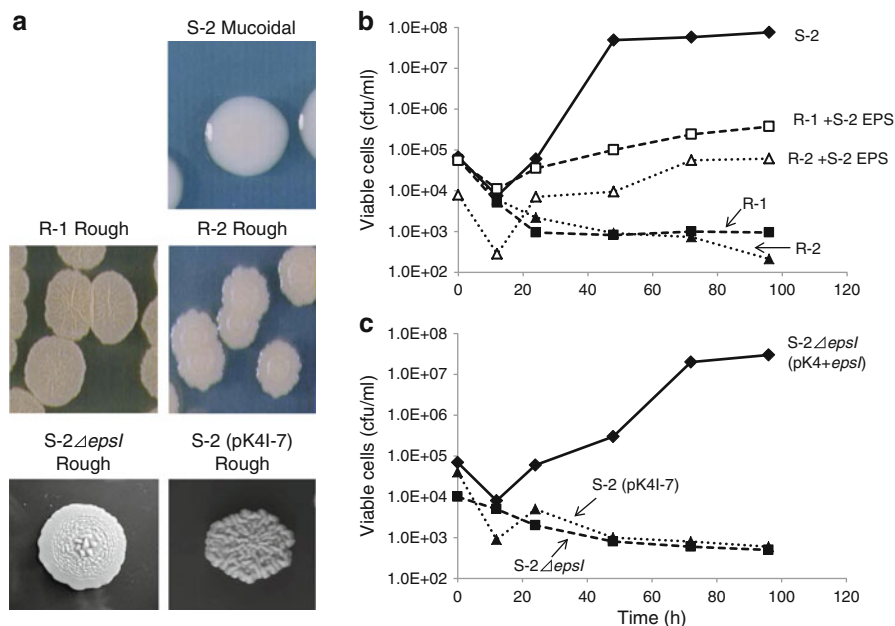 a
S-2 Mucoidal
R-1 Rough
R-2 Rough
S-2⊿epsI
Rough
S-2 (pK4I-7)
Rough
b
Viable cells (cfu/ml)
1.0E+08
1.0E+07
1.0E+06
1.0E+05
1.0E+04
1.0E+03
1.0E+02
0
20
40
60
80
100
120
S-2
R-1 +S-2 EPS
R-2 +S-2 EPS
R-1
R-2
c
Viable cells (cfu/ml)
1.0E+08
1.0E+07
1.0E+06
1.0E+05
1.0E+04
1.0E+03
1.0E+02
0
20
40
60
80
100
120
Time (h)
S-2⊿epsI
(pK4+epsI)
S-2 (pK4I-7)
S-2⊿epsI